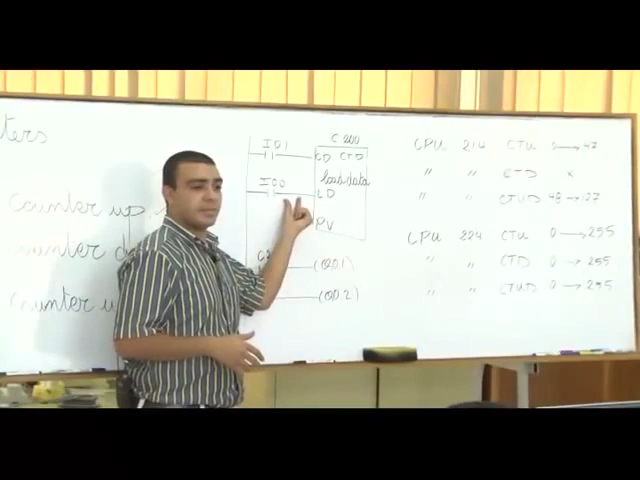 ters
Counter up
unter d
Counter u
I0.1
C 200
CD CTD
load data
I0.0
LD
PV
(Q0.1)
(Q0.2)
CPU 214 CTU 0 → 47
" " CTD x
" " CTUD 48 → 127
CPU 224 CTU 0 → 255
" " CTD 0 → 255
" " CTUD 0 → 255